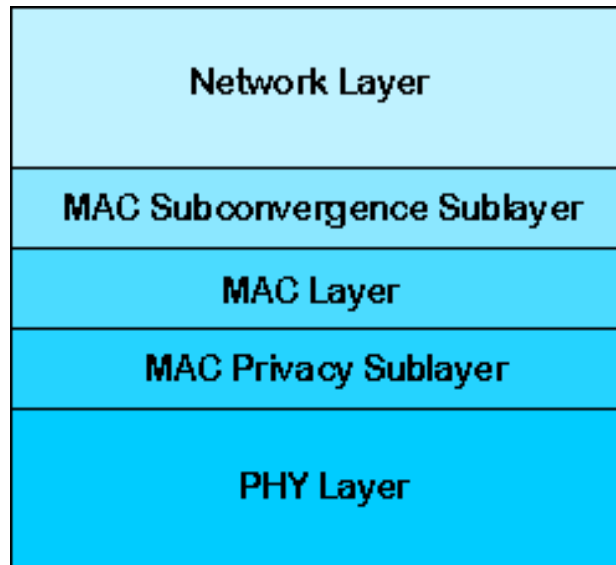 Network Layer
MAC Subconvergence Sublayer
MAC Layer
MAC Privacy Sublayer
PHY Layer